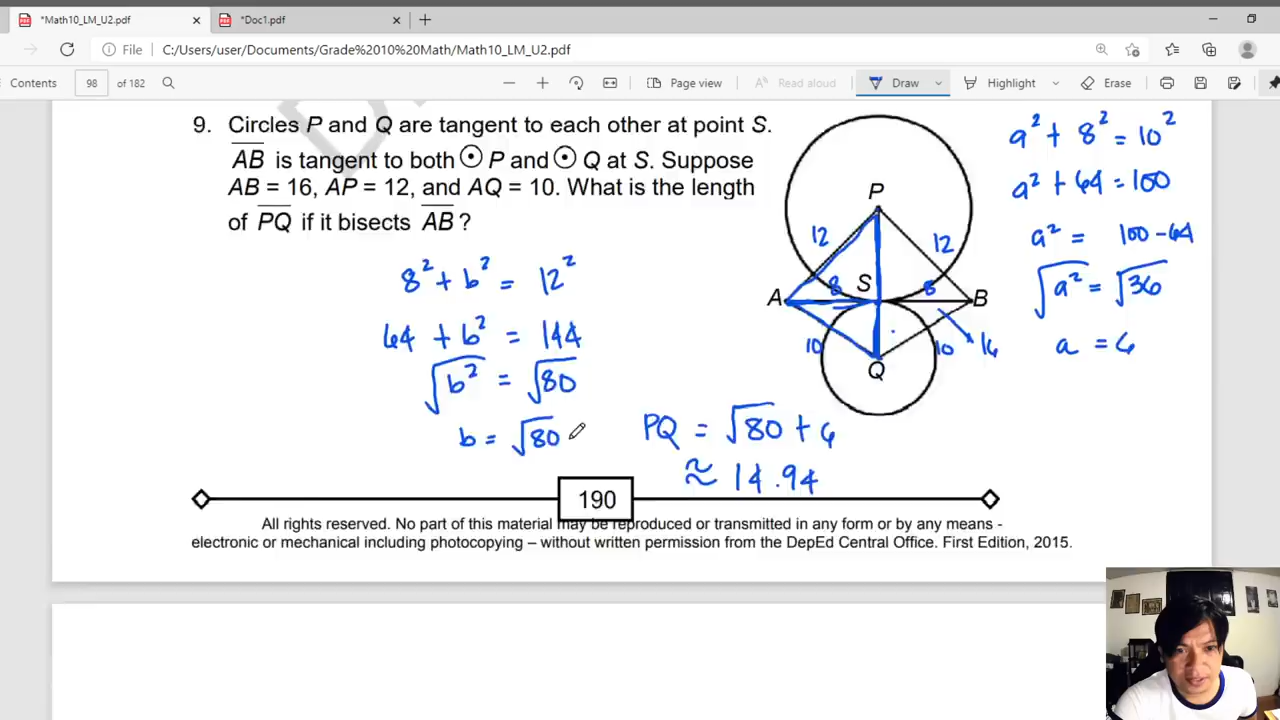 *Math10_LM_U2.pdf
*Doc1.pdf
File
C:/Users/user/Documents/Grade%2010%20Math/Math10_LM_U2.pdf
Contents
98
of 182
Page view
Read aloud
Draw
Highlight
Erase
9. Circles P and Q are tangent to each other at point S.
AB is tangent to both ⊙ P and ⊙ Q at S. Suppose
AB = 16, AP = 12, and AQ = 10. What is the length
of PQ if it bisects AB?
8² + b² = 12²
64 + b² = 144
√b² = √80
b = √80
PQ = √80 + 6
≈ 14.94
P
12
12
A
8
S
8
B
10
Q
10
16
a² + 8² = 10²
a² + 64 = 100
a² = 100 - 64
√a² = √36
a = 6
190
All rights reserved. No part of this material may be reproduced or transmitted in any form or by any means -
electronic or mechanical including photocopying – without written permission from the DepEd Central Office. First Edition, 2015.